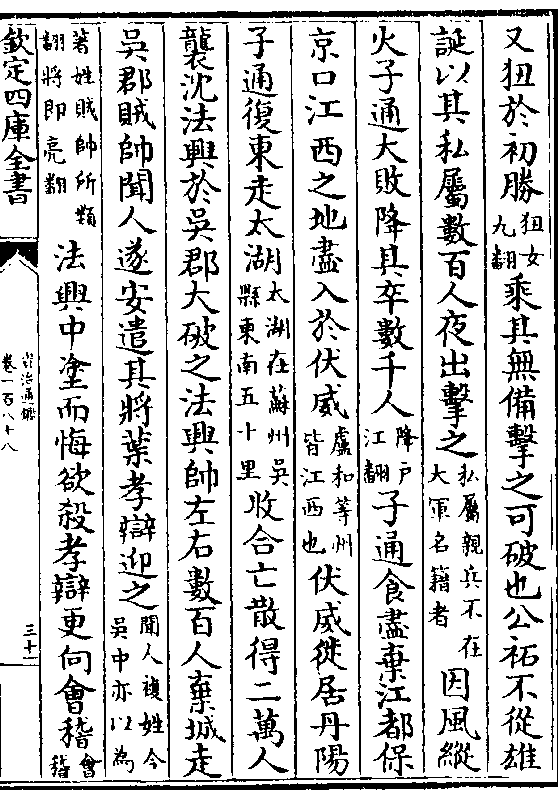 又狃於初勝狃女九翻乘其無備擊之可破也公祏不從雄
誕以其私屬數百人夜出擊之私屬親兵不在大軍名籍者因風縱
火子通大敗降其卒數千人降户江翻子通食盡棄江都保
京口江西之地盡入於伏威廬和等州皆江西也伏威徙居丹陽
子通復東走太湖太湖在蘇州吳縣東南五十里收合亡散得二萬人
襲沈法興於吳郡大破之法興帥左右數百人棄城走
吳郡賊帥聞人遂安遣其將葉孝辯迎之聞人複姓今吳中亦以為
著姓賊帥所類翻將即亮翻法興中塗而悔欲殺孝辯更向會稽會稽
欽定四庫全書
資治通鑑
卷一百八十八
三十一